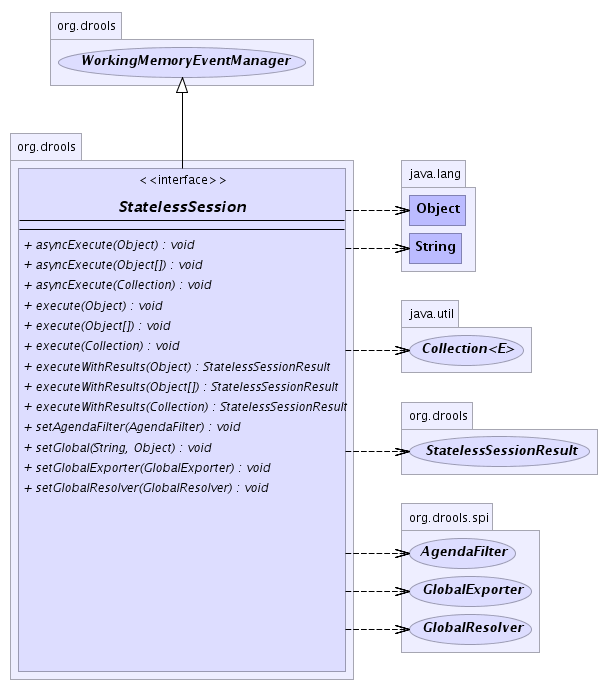 org.drools
WorkingMemoryEventManager
org.drools
<<interface>>
StatelessSession
+ asyncExecute(Object) : void
+ asyncExecute(Object[]) : void
+ asyncExecute(Collection) : void
+ execute(Object) : void
+ execute(Object[]) : void
+ execute(Collection) : void
+ executeWithResults(Object) : StatelessSessionResult
+ executeWithResults(Object[]) : StatelessSessionResult
+ executeWithResults(Collection) : StatelessSessionResult
+ setAgendaFilter(AgendaFilter) : void
+ setGlobal(String, Object) : void
+ setGlobalExporter(GlobalExporter) : void
+ setGlobalResolver(GlobalResolver) : void
java.lang
Object
String
java.util
Collection<E>
org.drools
StatelessSessionResult
org.drools.spi
AgendaFilter
GlobalExporter
GlobalResolver